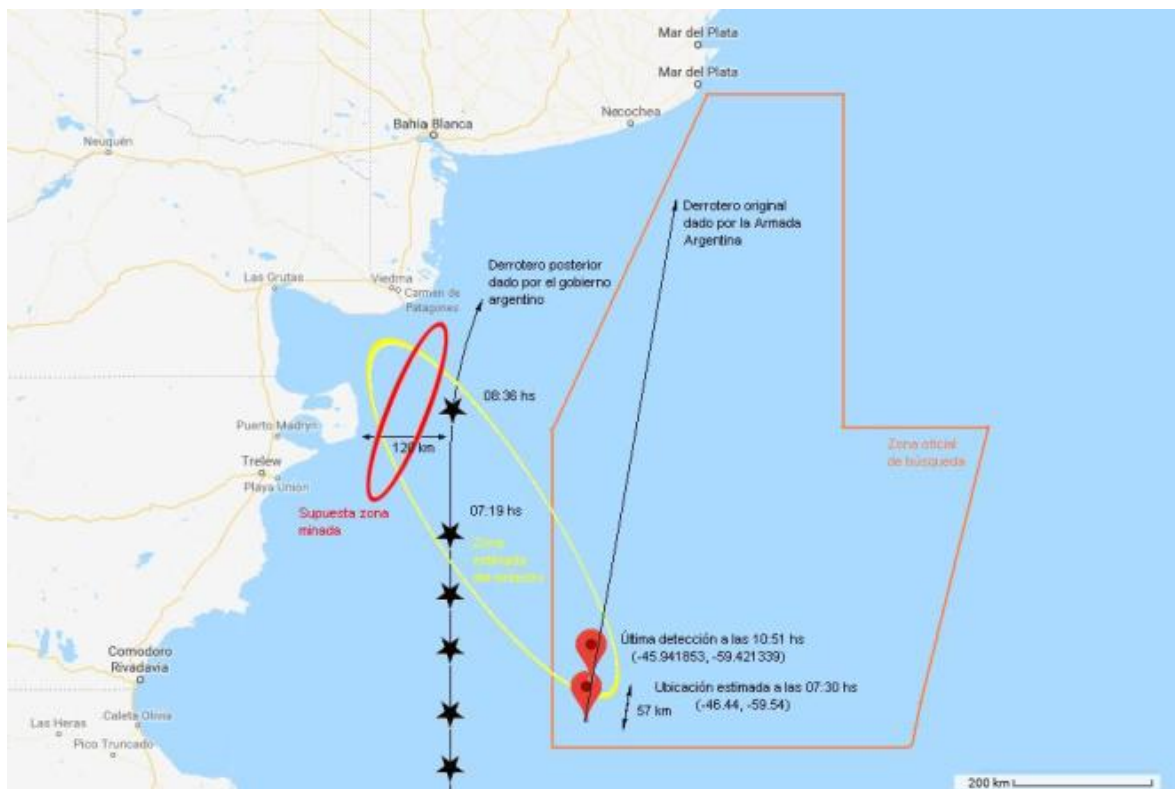 Mar del Plata
Mar del Plata
Necochea
Bahía Blanca
Neuquén
Derrotero original
dado por la Armada
Argentina
Derrotero posterior
dado por el gobierno
argentino
Las Grutas
Viedma
Carmen de
Patagones
08:36 hs
Puerto Madryn
120 km
Zona oficial
de búsqueda
Trelew
Playa Unión
Supuesta zona
minada
07:19 hs
Zona
estimada
Última detección a las 10:51 hs
(-45.941853, -59.421339)
Comodoro
Rivadavia
Ubicación estimada a las 07:30 hs
(-46.44, -59.54)
57 km
Las Heras
Caleta Olivia
Pico Truncado
200 km